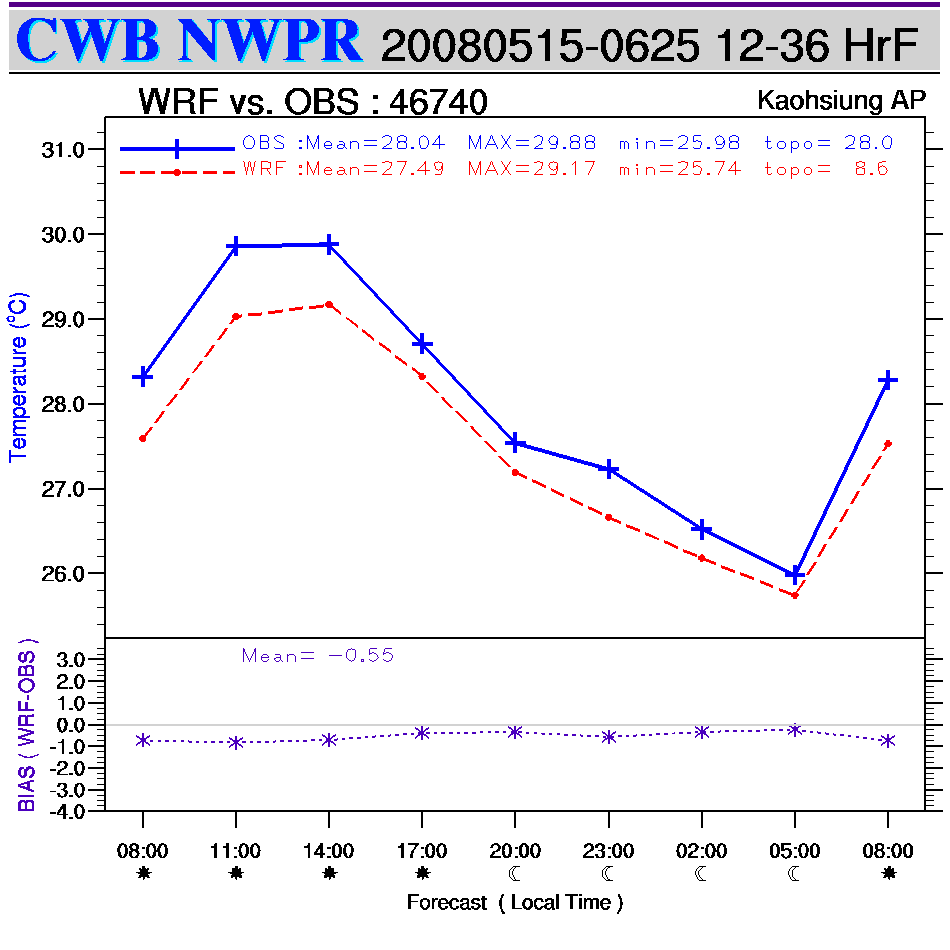 CWB NWPR 20080515-0625 12-36 HrF
WRF vs. OBS : 46740 Kaohsiung AP
OBS :Mean=28.04 MAX=29.88 min=25.98 topo= 28.0
WRF :Mean=27.49 MAX=29.17 min=25.74 topo= 8.6
31.0
30.0
29.0
28.0
27.0
26.0
Temperature (°C)
Mean= -0.55
3.0
2.0
1.0
0.0
-1.0
-2.0
-3.0
-4.0
BIAS ( WRF-OBS )
08:00 11:00 14:00 17:00 20:00 23:00 02:00 05:00 08:00
Forecast ( Local Time )